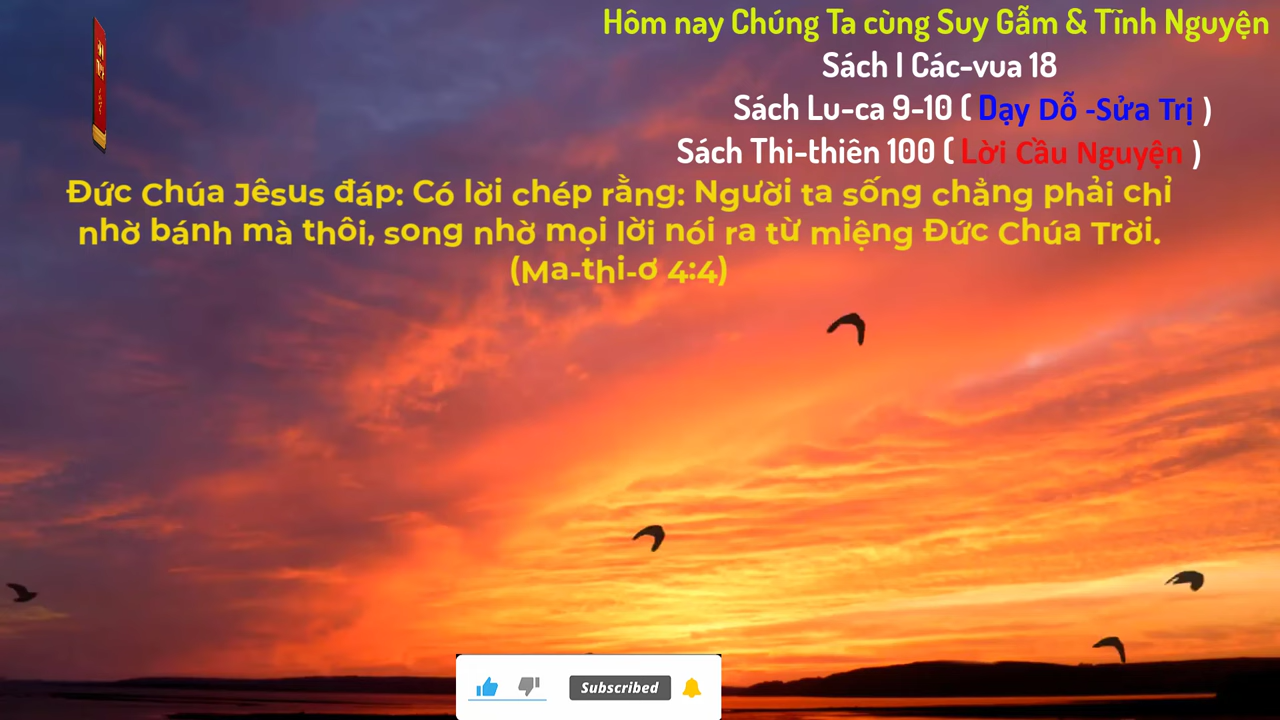 Hôm nay Chúng Ta cùng Suy Gẫm & Tĩnh Nguyện
Sách I Các-vua 18
Sách Lu-ca 9-10 ( Dạy Dỗ -Sửa Trị )
Sách Thi-thiên 100 ( Lời Cầu Nguyện )
Đức Chúa Jêsus đáp: Có lời chép rằng: Người ta sống chẳng phải chỉ
nhờ bánh mà thôi, song nhờ mọi lời nói ra từ miệng Đức Chúa Trời.
(Ma-thi-ơ 4:4)
Subscribed